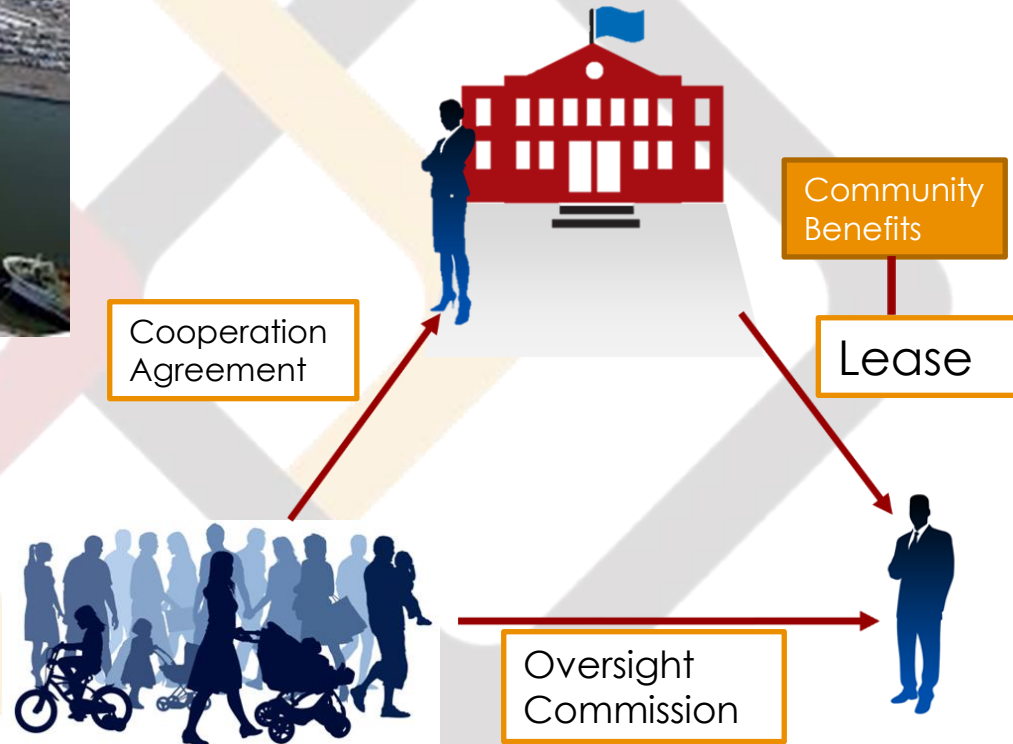 Community
Benefits
Cooperation
Agreement
Lease
Oversight
Commission